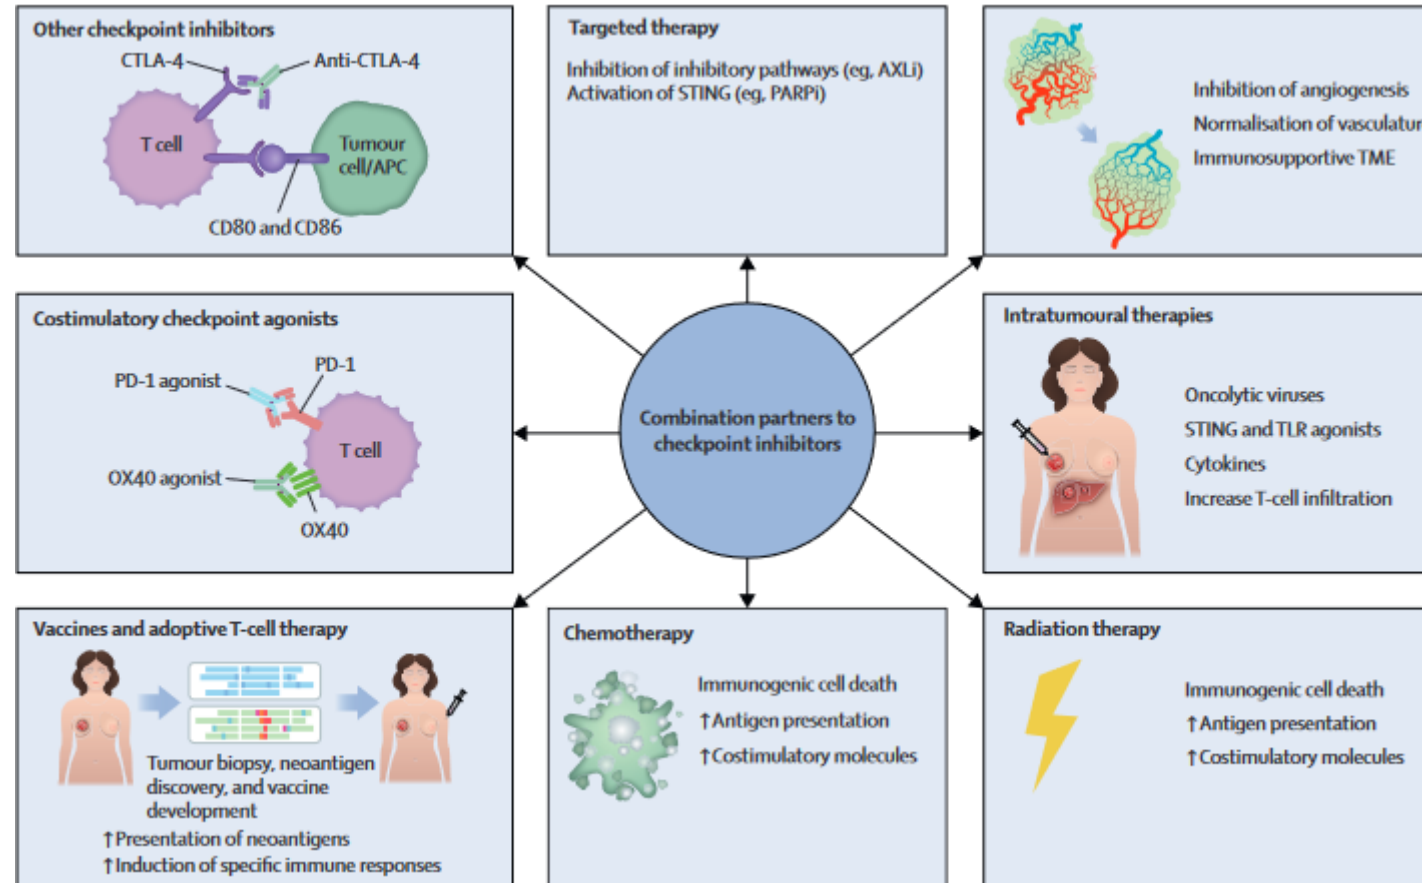 Other checkpoint inhibitors
CTLA-4
Anti-CTLA-4
T cell
Tumour
cell/APC
CD80 and CD86
Targeted therapy
Inhibition of inhibitory pathways (eg, AXLi)
Activation of STING (eg, PARPi)
Inhibition of angiogenesis
Normalisation of vasculatur
Immunosupportive TME
Costimulatory checkpoint agonists
PD-1 agonist
PD-1
T cell
OX40 agonist
OX40
Combination partners to
checkpoint inhibitors
Intratumoural therapies
Oncolytic viruses
STING and TLR agonists
Cytokines
Increase T-cell infiltration
Vaccines and adoptive T-cell therapy
Tumour biopsy, neoantigen
discovery, and vaccine
development
↑Presentation of neoantigens
↑Induction of specific immune responses
Chemotherapy
Immunogenic cell death
↑Antigen presentation
↑Costimulatory molecules
Radiation therapy
Immunogenic cell death
↑Antigen presentation
↑Costimulatory molecules